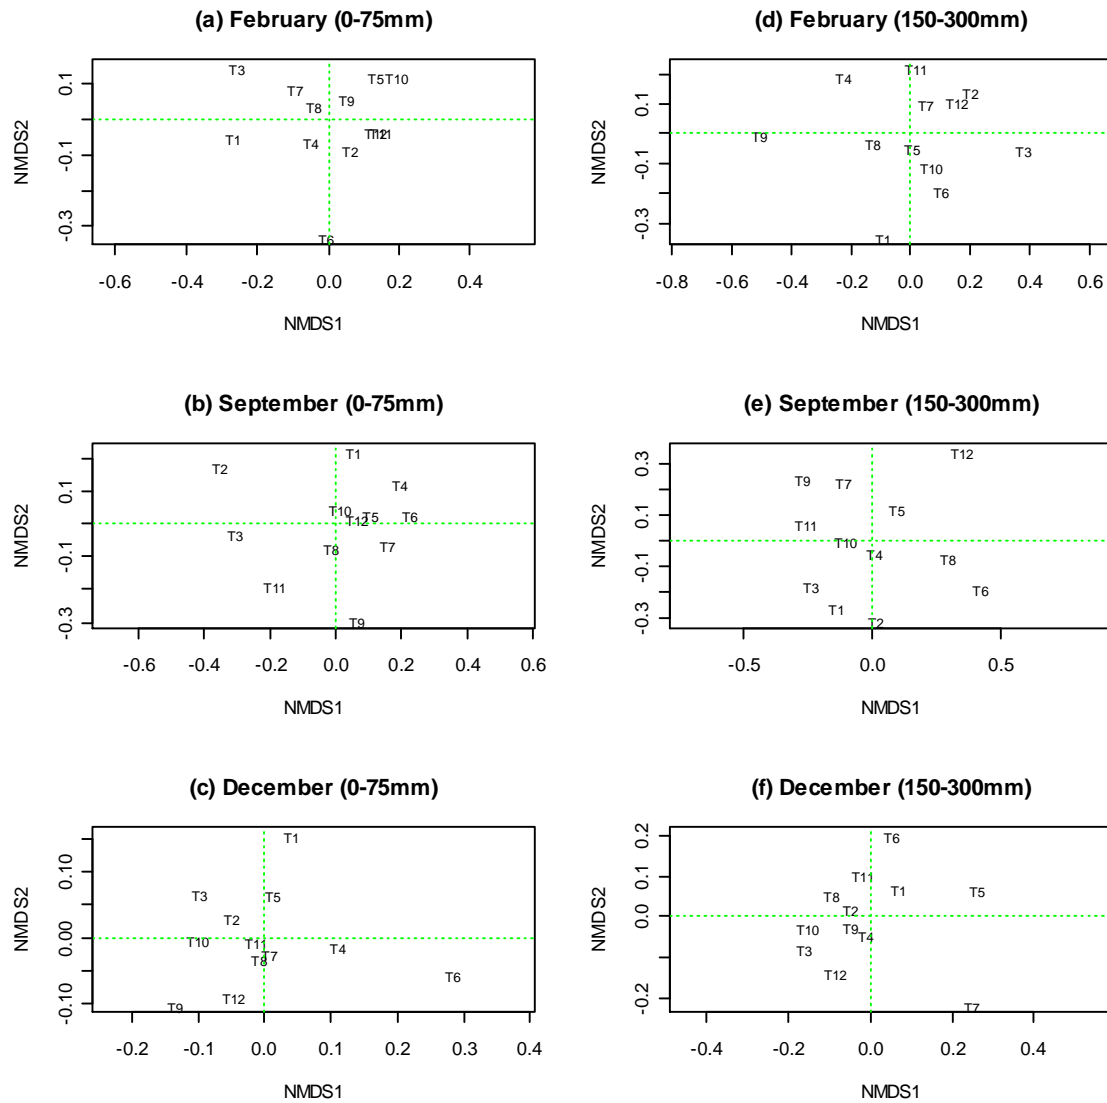 (a) February (0-75mm)
NMDS2
0.1
-0.1
-0.3
T3
T5
T10
T7
T9
T8
T12
T11
T1
T4
T2
T6
-0.6 -0.4 -0.2 0.0 0.2 0.4
NMDS1
(d) February (150-300mm)
NMDS2
0.1
-0.1
-0.3
T11
T4
T2
T12
T7
T9
T8
T5
T3
T10
T6
T1
-0.8 -0.6 -0.4 -0.2 0.0 0.2 0.4 0.6
NMDS1
(b) September (0-75mm)
NMDS2
0.1
-0.1
-0.3
T1
T2
T4
T10
T12
T5
T6
T3
T8
T7
T11
T9
-0.6 -0.4 -0.2 0.0 0.2 0.4 0.6
NMDS1
(e) September (150-300mm)
NMDS2
0.3
0.1
-0.1
-0.3
T12
T9
T7
T5
T11
T10
T4
T8
T3
T6
T1
T2
-0.5 0.0 0.5
NMDS1
(c) December (0-75mm)
NMDS2
0.10
0.00
-0.10
T1
T3
T5
T2
T10
T11
T7
T4
T8
T6
T12
T9
-0.2 -0.1 0.0 0.1 0.2 0.3 0.4
NMDS1
(f) December (150-300mm)
NMDS2
0.2
0.0
-0.2
T6
T11
T8
T1
T5
T2
T10
T9
T4
T3
T12
T7
-0.4 -0.2 0.0 0.2 0.4
NMDS1